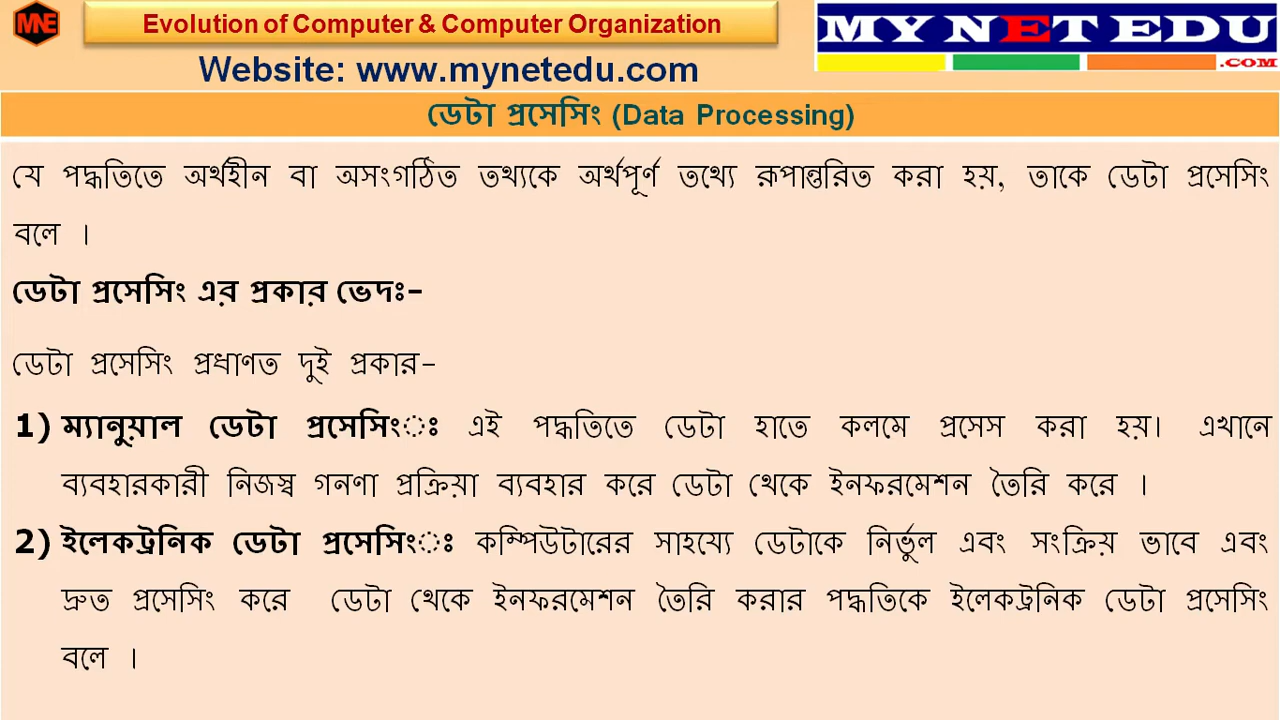 MNE
Evolution of Computer & Computer Organization
MYNETEDU
.COM
Website: www.mynetedu.com
ডেটা প্রসেসিং (Data Processing)
যে পদ্ধতিতে অর্থহীন বা অসংগঠিত তথ্যকে অর্থপূর্ণ তথ্যে রূপান্তরিত করা হয়, তাকে ডেটা প্রসেসিং
বলে ।
ডেটা প্রসেসিং এর প্রকার ভেদঃ-
ডেটা প্রসেসিং প্রধাণত দুই প্রকার-
1) ম্যানুয়াল ডেটা প্রসেসিংঃ এই পদ্ধতিতে ডেটা হাতে কলমে প্রসেস করা হয়। এখানে
ব্যবহারকারী নিজস্ব গনণা প্রক্রিয়া ব্যবহার করে ডেটা থেকে ইনফরমেশন তৈরি করে ।
2) ইলেকট্রনিক ডেটা প্রসেসিংঃ কম্পিউটারের সাহয্যে ডেটাকে নির্ভুল এবং সংক্রিয় ভাবে এবং
দ্রুত প্রসেসিং করে ডেটা থেকে ইনফরমেশন তৈরি করার পদ্ধতিকে ইলেকট্রনিক ডেটা প্রসেসিং
বলে ।